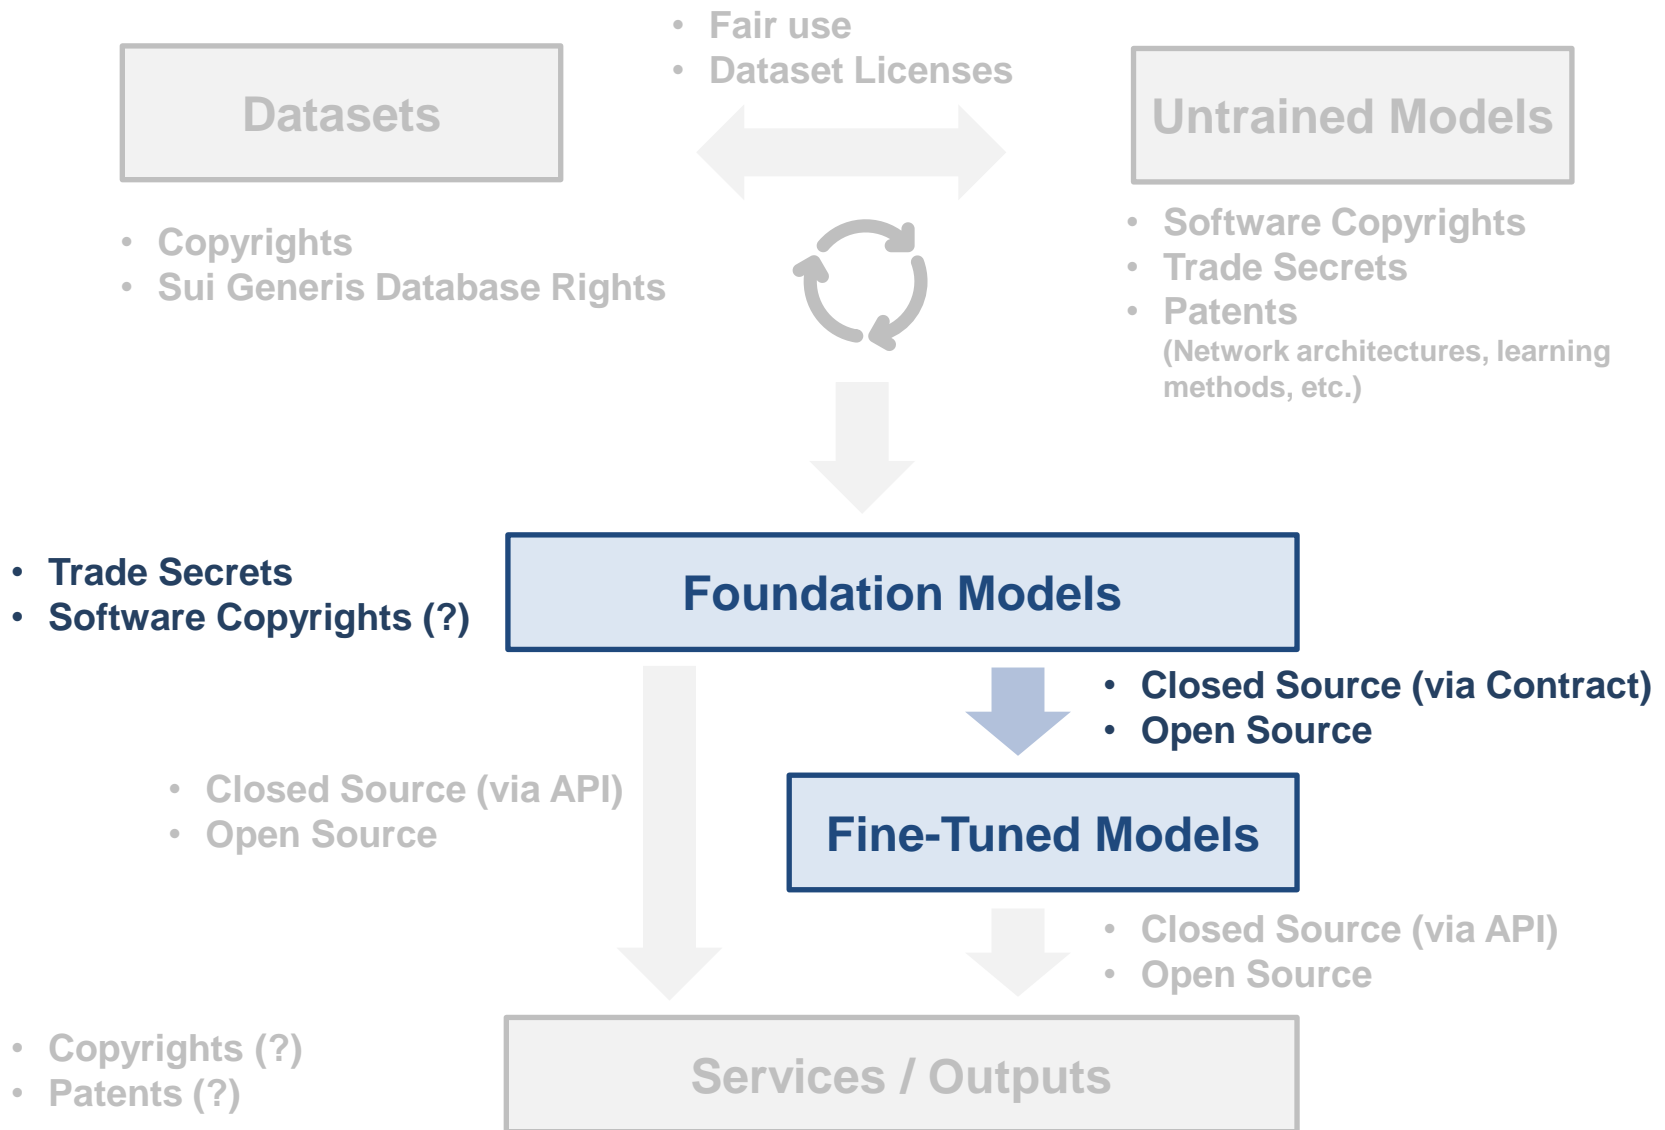 • Fair use
• Dataset Licenses
Datasets
Untrained Models
• Copyrights
• Sui Generis Database Rights
• Software Copyrights
• Trade Secrets
• Patents
(Network architectures, learning
methods, etc.)
• Trade Secrets
• Software Copyrights (?)
Foundation Models
• Closed Source (via Contract)
• Open Source
• Closed Source (via API)
• Open Source
Fine-Tuned Models
• Closed Source (via API)
• Open Source
• Copyrights (?)
• Patents (?)
Services / Outputs